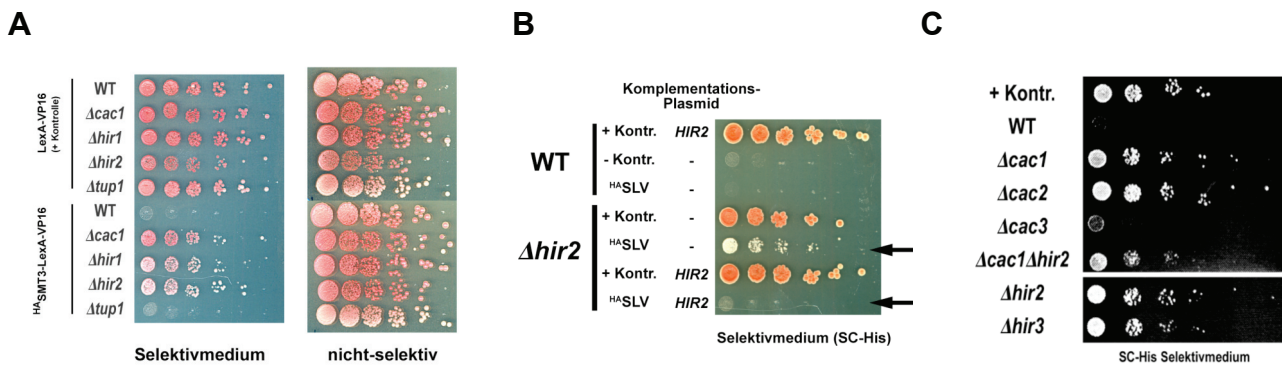 A
LexA-VP16
(+ Kontrolle)
WT
Δcac1
Δhir1
Δhir2
Δtup1
HASMT3-LexA-VP16
WT
Δcac1
Δhir1
Δhir2
Δtup1
Selektivmedium
nicht-selektiv
B
Komplementations-
Plasmid
WT
+ Kontr. HIR2
- Kontr. -
HASLV -
Δhir2
+ Kontr. -
HASLV -
+ Kontr. HIR2
HASLV HIR2
Selektivmedium (SC-His)
C
+ Kontr.
WT
Δcac1
Δcac2
Δcac3
Δcac1Δhir2
Δhir2
Δhir3
SC-His Selektivmedium